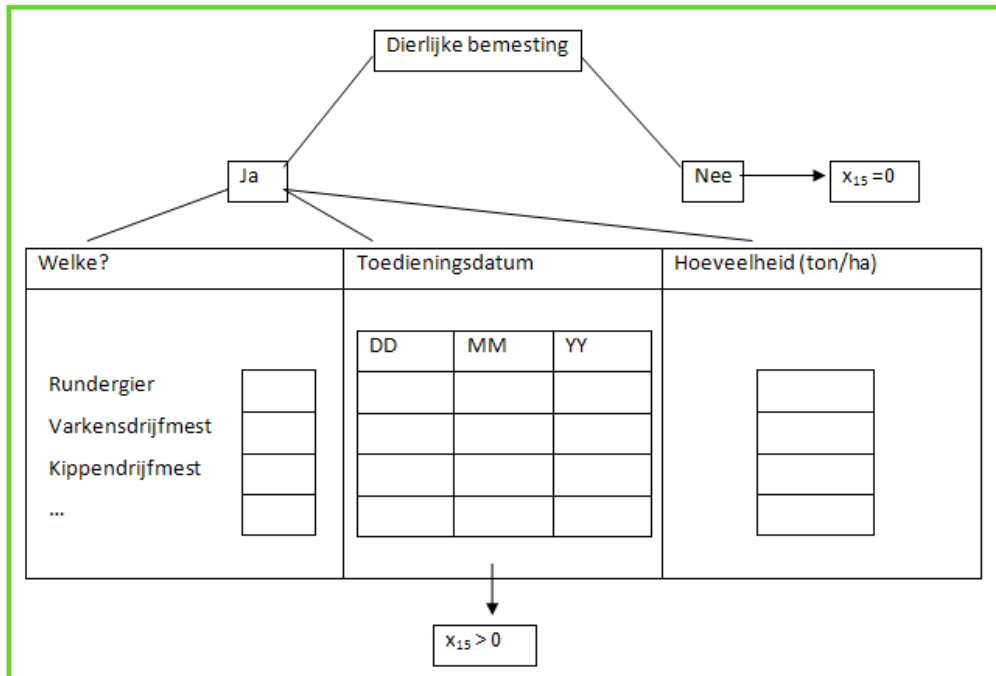 Dierlijke bemesting
Ja
Nee
x₁₅ =0
Welke?
Toedieningsdatum
Hoeveelheid (ton/ha)
DD
MM
YY
Rundergier
Varkensdrijfmest
Kippendrijfmest
...
x₁₅ > 0